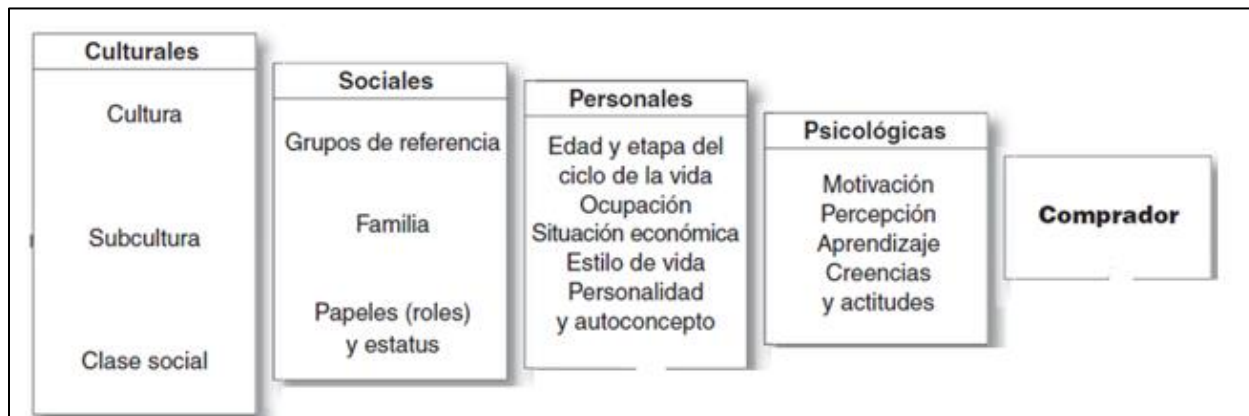 Culturales
Cultura
Subcultura
Clase social
Sociales
Grupos de referencia
Familia
Papeles (roles)
y estatus
Personales
Edad y etapa del
ciclo de la vida
Ocupación
Situación económica
Estilo de vida
Personalidad
y autoconcepto
Psicológicas
Motivación
Percepción
Aprendizaje
Creencias
y actitudes
Comprador